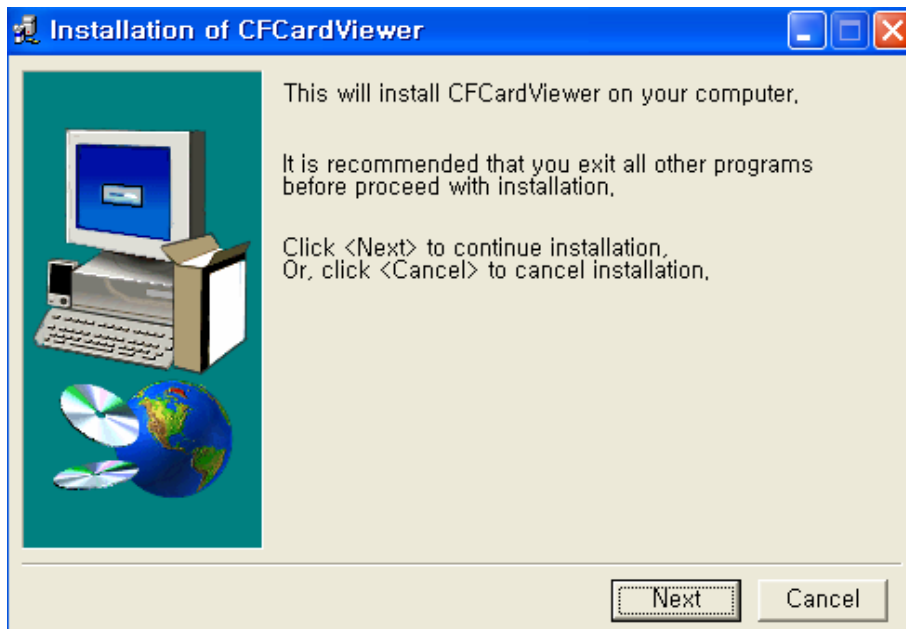 Installation of CFCardViewer
This will install CFCardViewer on your computer.
It is recommended that you exit all other programs
before proceed with installation.
Click <Next> to continue installation.
Or, click <Cancel> to cancel installation.
Next
Cancel